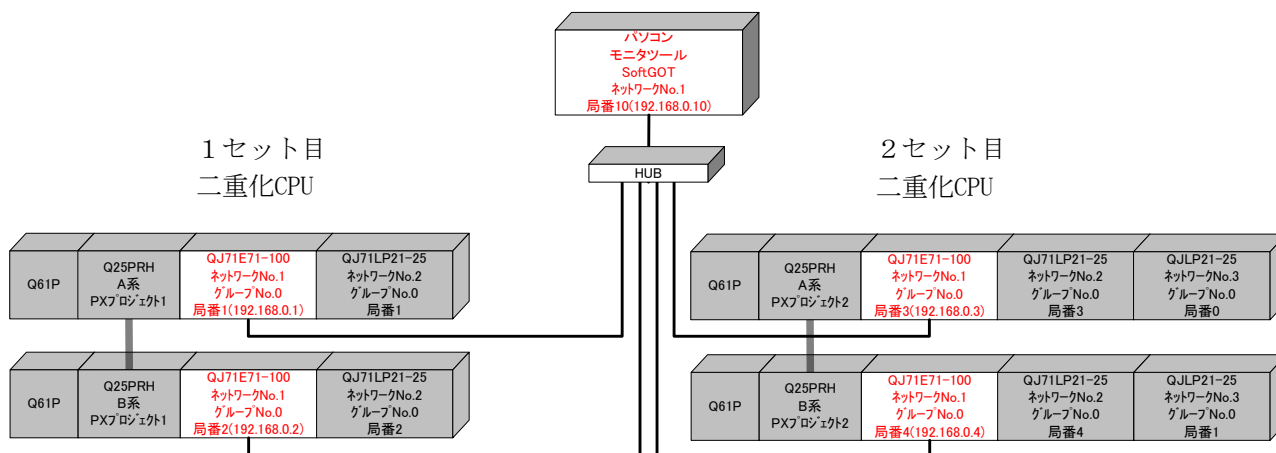 パソコン
モニタツール
SoftGOT
ﾈｯﾄﾜｰｸNo.1
局番10(192.168.0.10)
HUB
１セット目
二重化CPU
２セット目
二重化CPU
Q61P
Q25PRH
A系
PXﾌﾟﾛｼﾞｪｸﾄ1
QJ71E71-100
ﾈｯﾄﾜｰｸNo.1
ｸﾞﾙｰﾌﾟNo.0
局番1(192.168.0.1)
QJ71LP21-25
ﾈｯﾄﾜｰｸNo.2
ｸﾞﾙｰﾌﾟNo.0
局番1
Q61P
Q25PRH
B系
PXﾌﾟﾛｼﾞｪｸﾄ1
QJ71E71-100
ﾈｯﾄﾜｰｸNo.1
ｸﾞﾙｰﾌﾟNo.0
局番2(192.168.0.2)
QJ71LP21-25
ﾈｯﾄﾜｰｸNo.2
ｸﾞﾙｰﾌﾟNo.0
局番2
Q61P
Q25PRH
A系
PXﾌﾟﾛｼﾞｪｸﾄ2
QJ71E71-100
ﾈｯﾄﾜｰｸNo.1
ｸﾞﾙｰﾌﾟNo.0
局番3(192.168.0.3)
QJ71LP21-25
ﾈｯﾄﾜｰｸNo.2
ｸﾞﾙｰﾌﾟNo.0
局番3
QJLP21-25
ﾈｯﾄﾜｰｸNo.3
ｸﾞﾙｰﾌﾟNo.0
局番0
Q61P
Q25PRH
B系
PXﾌﾟﾛｼﾞｪｸﾄ2
QJ71E71-100
ﾈｯﾄﾜｰｸNo.1
ｸﾞﾙｰﾌﾟNo.0
局番4(192.168.0.4)
QJ71LP21-25
ﾈｯﾄﾜｰｸNo.2
ｸﾞﾙｰﾌﾟNo.0
局番4
QJLP21-25
ﾈｯﾄﾜｰｸNo.3
ｸﾞﾙｰﾌﾟNo.0
局番1